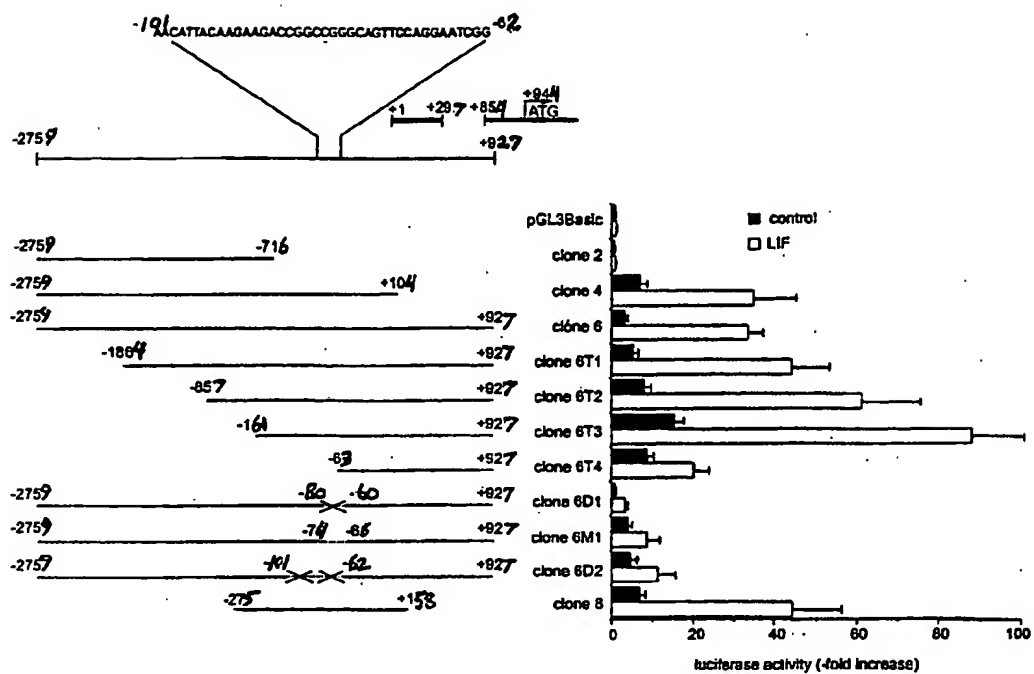 -101 AACATTACAAGAAGACCGGCCGGGCAGTTCCAGGAATCGG -62
+944
+1 +297 +854 ATG
-2759 +927
pGL3Basic
control
LIF
-2759 -716 clone 2
-2759 +104 clone 4
-2759 +927 clone 6
-1884 +927 clone 6T1
-857 +927 clone 6T2
-161 +927 clone 6T3
-63 +927 clone 6T4
-2759 -80 -60 +927 clone 6D1
-2759 -74 -66 +927 clone 6M1
-2759 -101 -62 +927 clone 6D2
-275 +158 clone 8
0 20 40 60 80 100
luciferase activity (-fold increase)